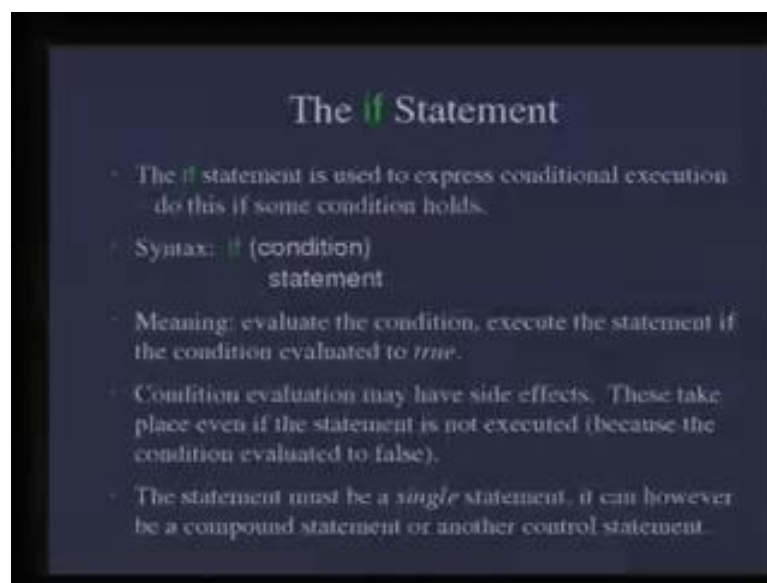 The if Statement
The if statement is used to express conditional execution
– do this if some condition holds.
Syntax: if (condition)
statement
Meaning: evaluate the condition, execute the statement if
the condition evaluated to true.
Condition evaluation may have side effects. These take
place even if the statement is not executed (because the
condition evaluated to false).
The statement must be a single statement, it can however
be a compound statement or another control statement.